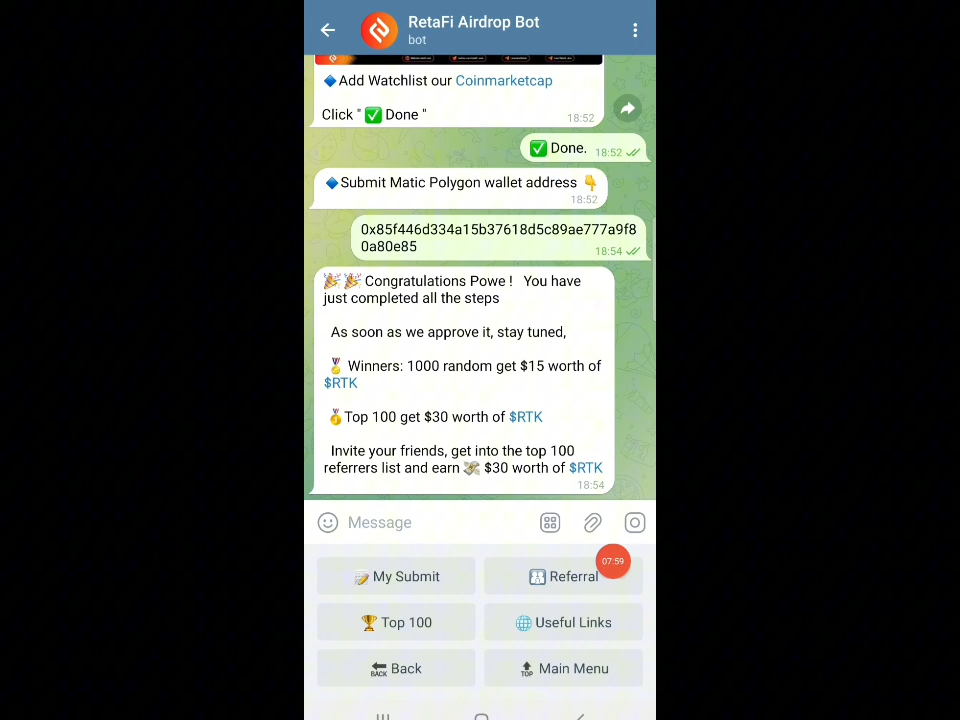 RetaFi Airdrop Bot
bot
🔹Add Watchlist our Coinmarketcap
Click " ✅ Done "
18:52
✅ Done.
18:52
🔹Submit Matic Polygon wallet address 👇
18:52
0x85f446d334a15b37618d5c89ae777a9f8
0a80e85
18:54
🎉🎉 Congratulations Powe ! You have
just completed all the steps
As soon as we approve it, stay tuned,
🏅 Winners: 1000 random get $15 worth of
$RTK
🥇Top 100 get $30 worth of $RTK
Invite your friends, get into the top 100
referrers list and earn 💸 $30 worth of $RTK
18:54
Message
07:59
📝 My Submit
🚻 Referral
🏆 Top 100
🌐 Useful Links
🔙 Back
🔝 Main Menu